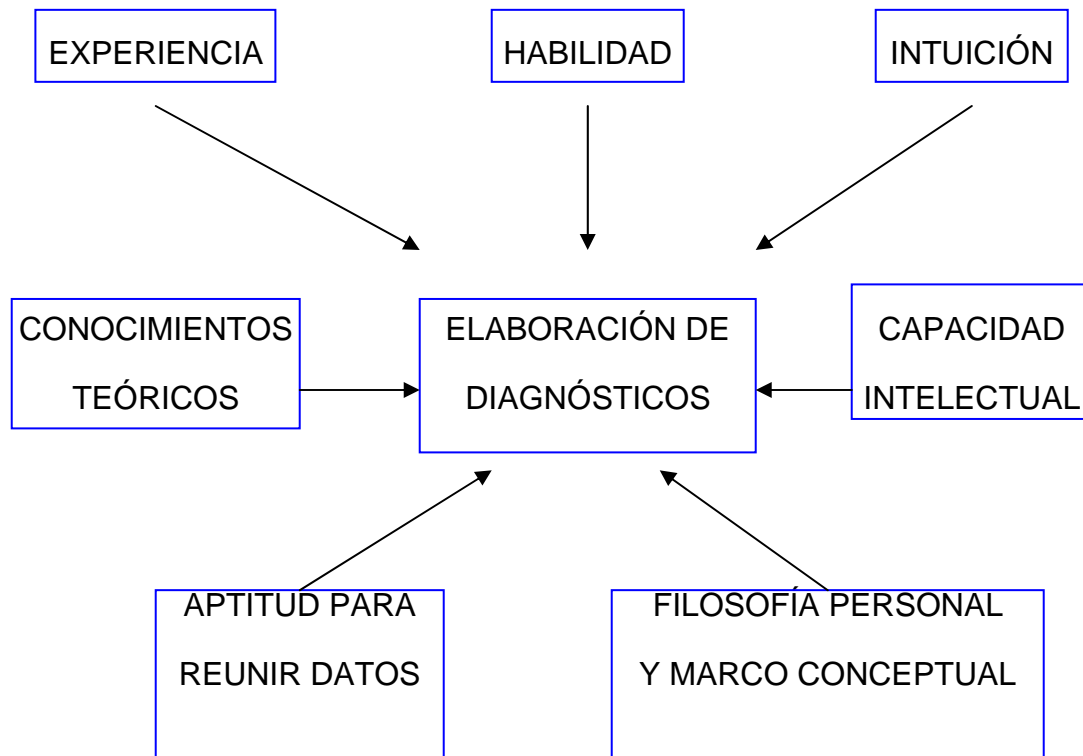 EXPERIENCIA
HABILIDAD
INTUICIÓN
CONOCIMIENTOS
TEÓRICOS
ELABORACIÓN DE
DIAGNÓSTICOS
CAPACIDAD
INTELECTUAL
APTITUD PARA
REUNIR DATOS
FILOSOFÍA PERSONAL
Y MARCO CONCEPTUAL